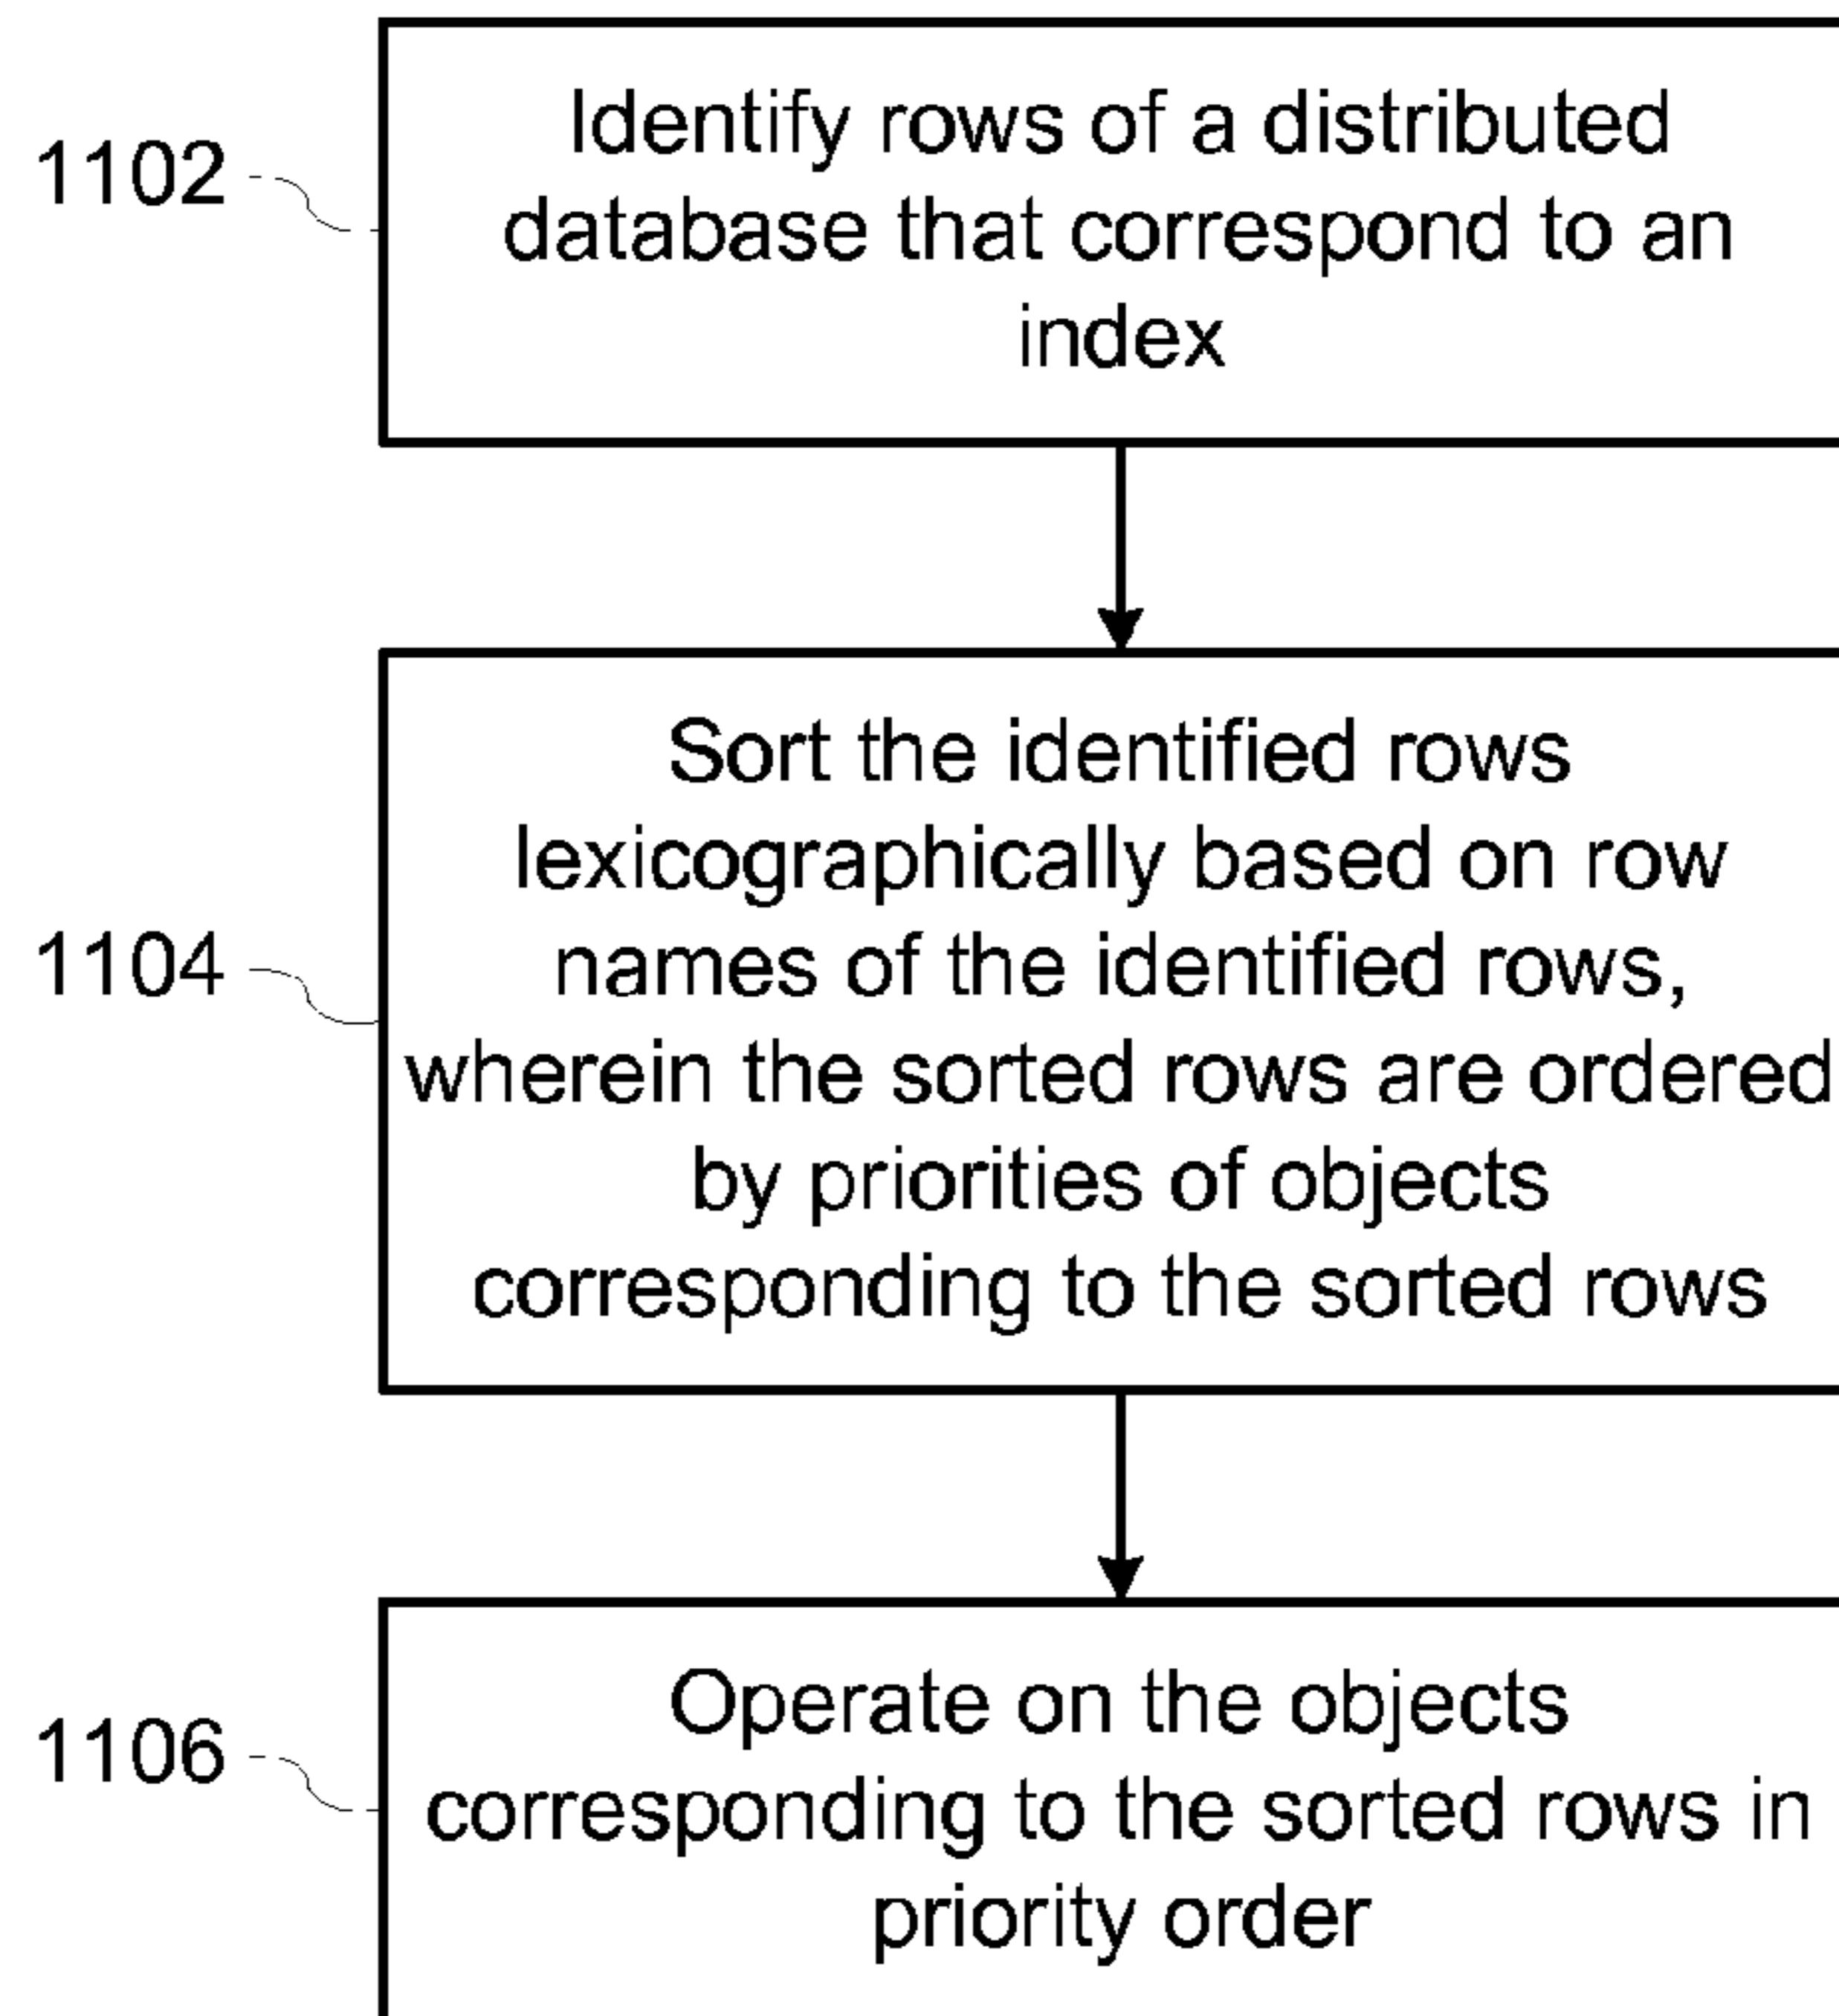 1102
Identify rows of a distributed
database that correspond to an
index
1104
Sort the identified rows
lexicographically based on row
names of the identified rows,
wherein the sorted rows are ordered
by priorities of objects
corresponding to the sorted rows
1106
Operate on the objects
corresponding to the sorted rows in
priority order